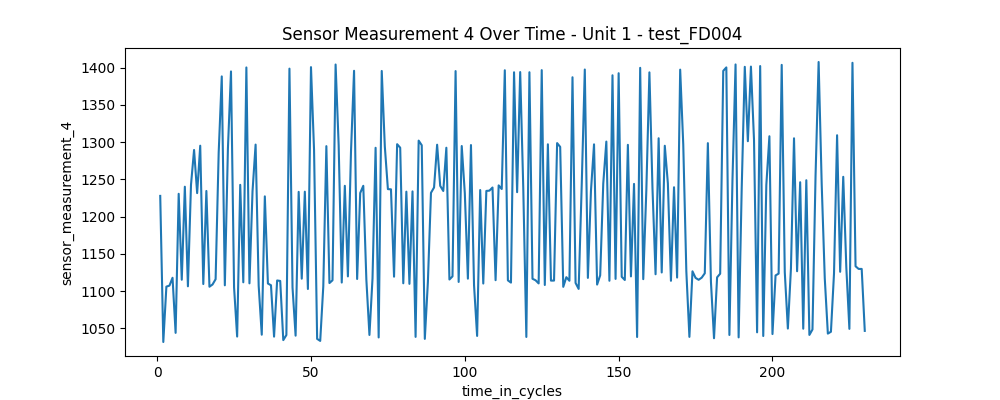 Sensor Measurement 4 Over Time - Unit 1 - test_FD004
sensor_measurement_4
1400
1350
1300
1250
1200
1150
1100
1050
0 50 100 150 200
time_in_cycles